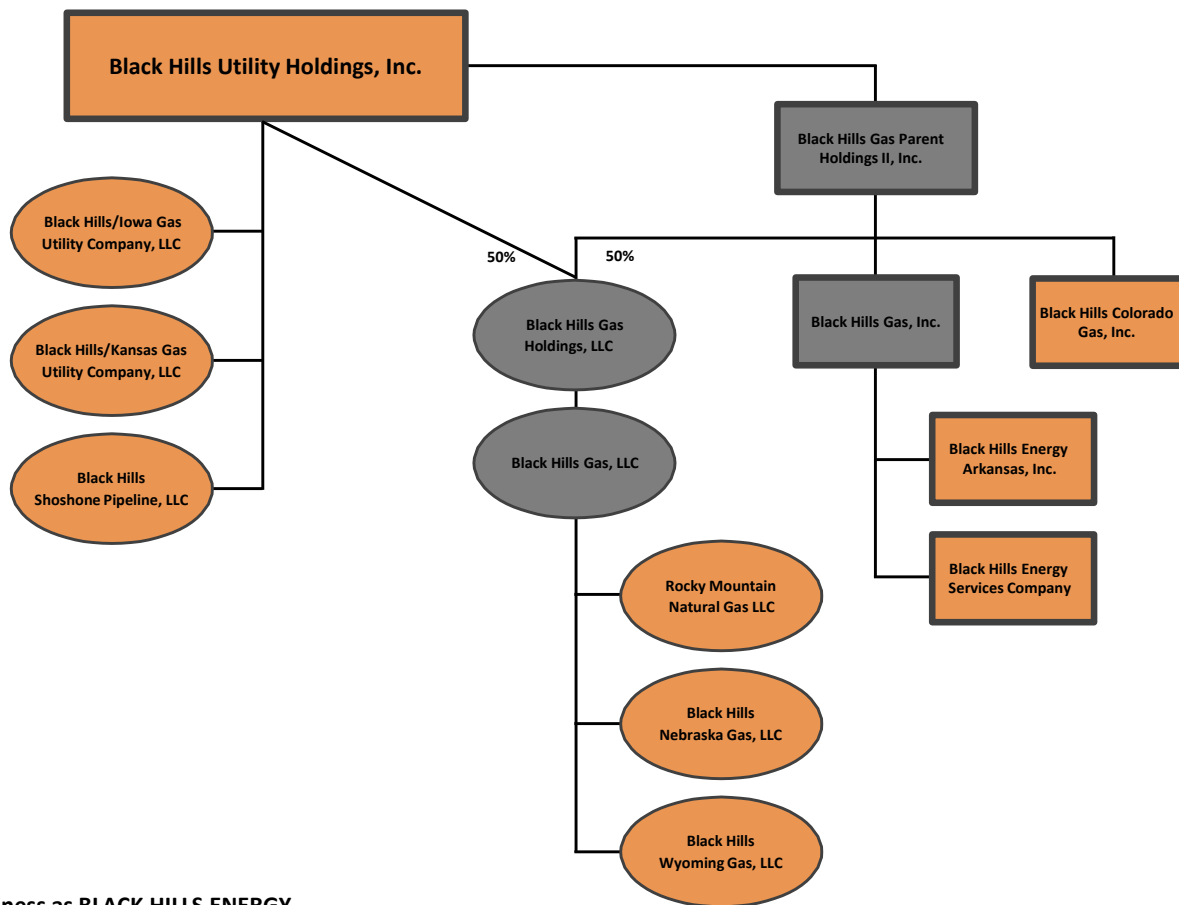 Black Hills Utility Holdings, Inc.
Black Hills Gas Parent
Holdings II, Inc.
Black Hills/Iowa Gas
Utility Company, LLC
50%
50%
Black Hills Gas
Holdings, LLC
Black Hills Gas, Inc.
Black Hills Colorado
Gas, Inc.
Black Hills/Kansas Gas
Utility Company, LLC
Black Hills
Shoshone Pipeline, LLC
Black Hills Gas, LLC
Black Hills Energy
Arkansas, Inc.
Black Hills Energy
Services Company
Rocky Mountain
Natural Gas LLC
Black Hills
Nebraska Gas, LLC
Black Hills
Wyoming Gas, LLC
as BLACK HILLS ENERGY